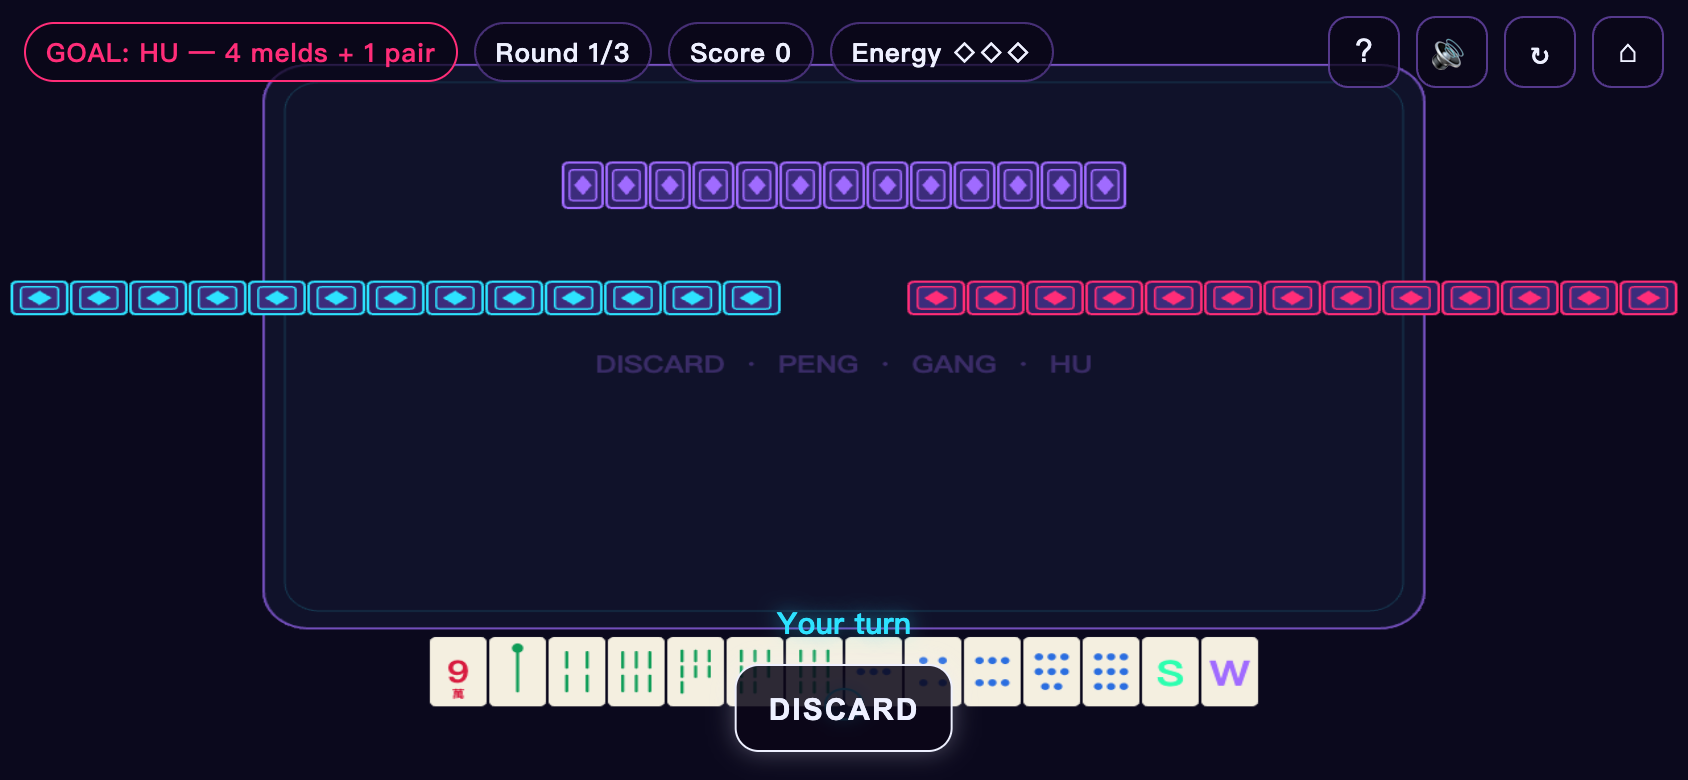 GOAL: HU — 4 melds + 1 pair
Round 1/3
Score 0
Energy ◇◇◇
?
DISCARD · PENG · GANG · HU
Your turn
9
萬
S
W
DISCARD